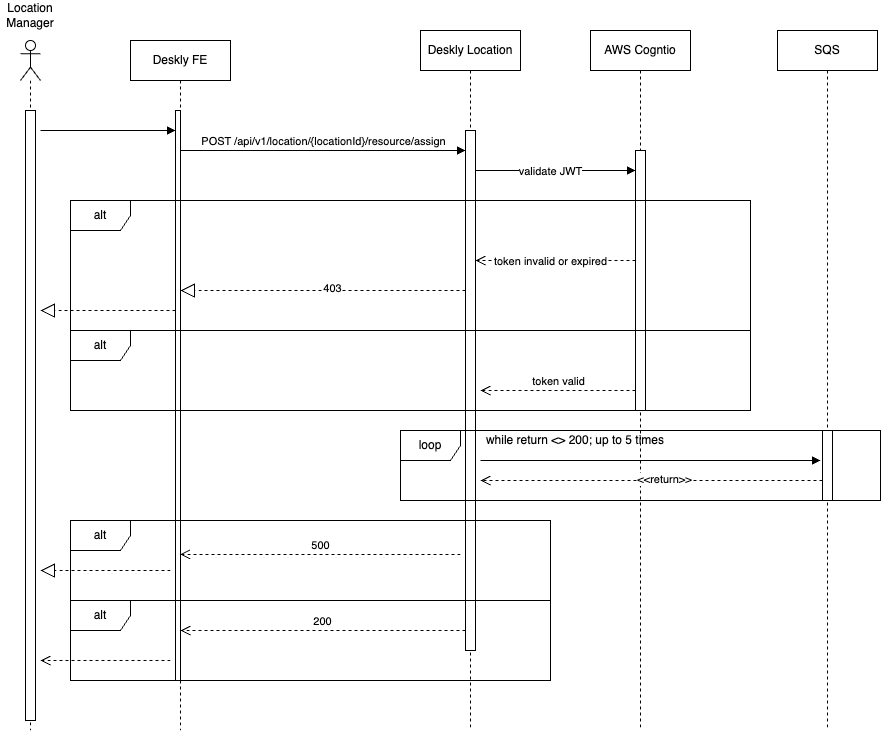 Location
Manager
Deskly FE
Deskly Location
AWS Cogntio
SQS
POST /api/v1/location/{locationId}/resource/assign
validate JWT
alt
token invalid or expired
403
alt
token valid
loop
while return <> 200; up to 5 times
<<return>>
alt
500
alt
200